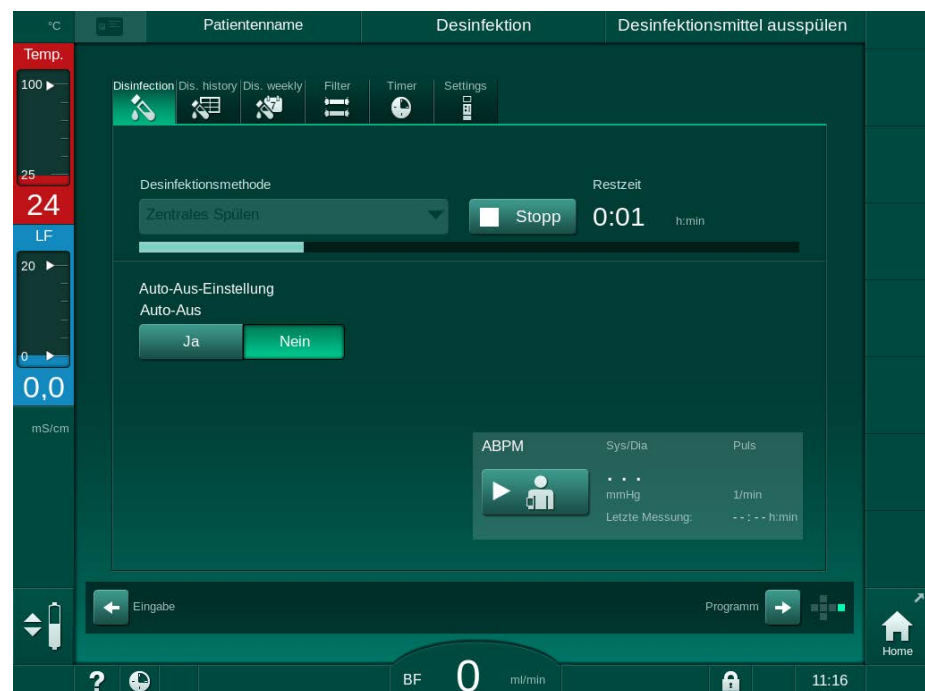 °C
Patientenname
Desinfektion
Desinfektionsmittel ausspülen
Temp.
100
25
24
LF
20
0
0,0
mS/cm
Disinfection
Dis. history
Dis. weekly
Filter
Timer
Settings
7
Desinfektionsmethode
Restzeit
Zentrales Spülen
Stopp
0:01 h:min
Auto-Aus-Einstellung
Auto-Aus
Ja
Nein
ABPM
Sys/Dia
Puls
. . .
mmHg
1/min
Letzte Messung: --:-- h:min
Eingabe
Programm
Home
?
BF 0 ml/min
11:16